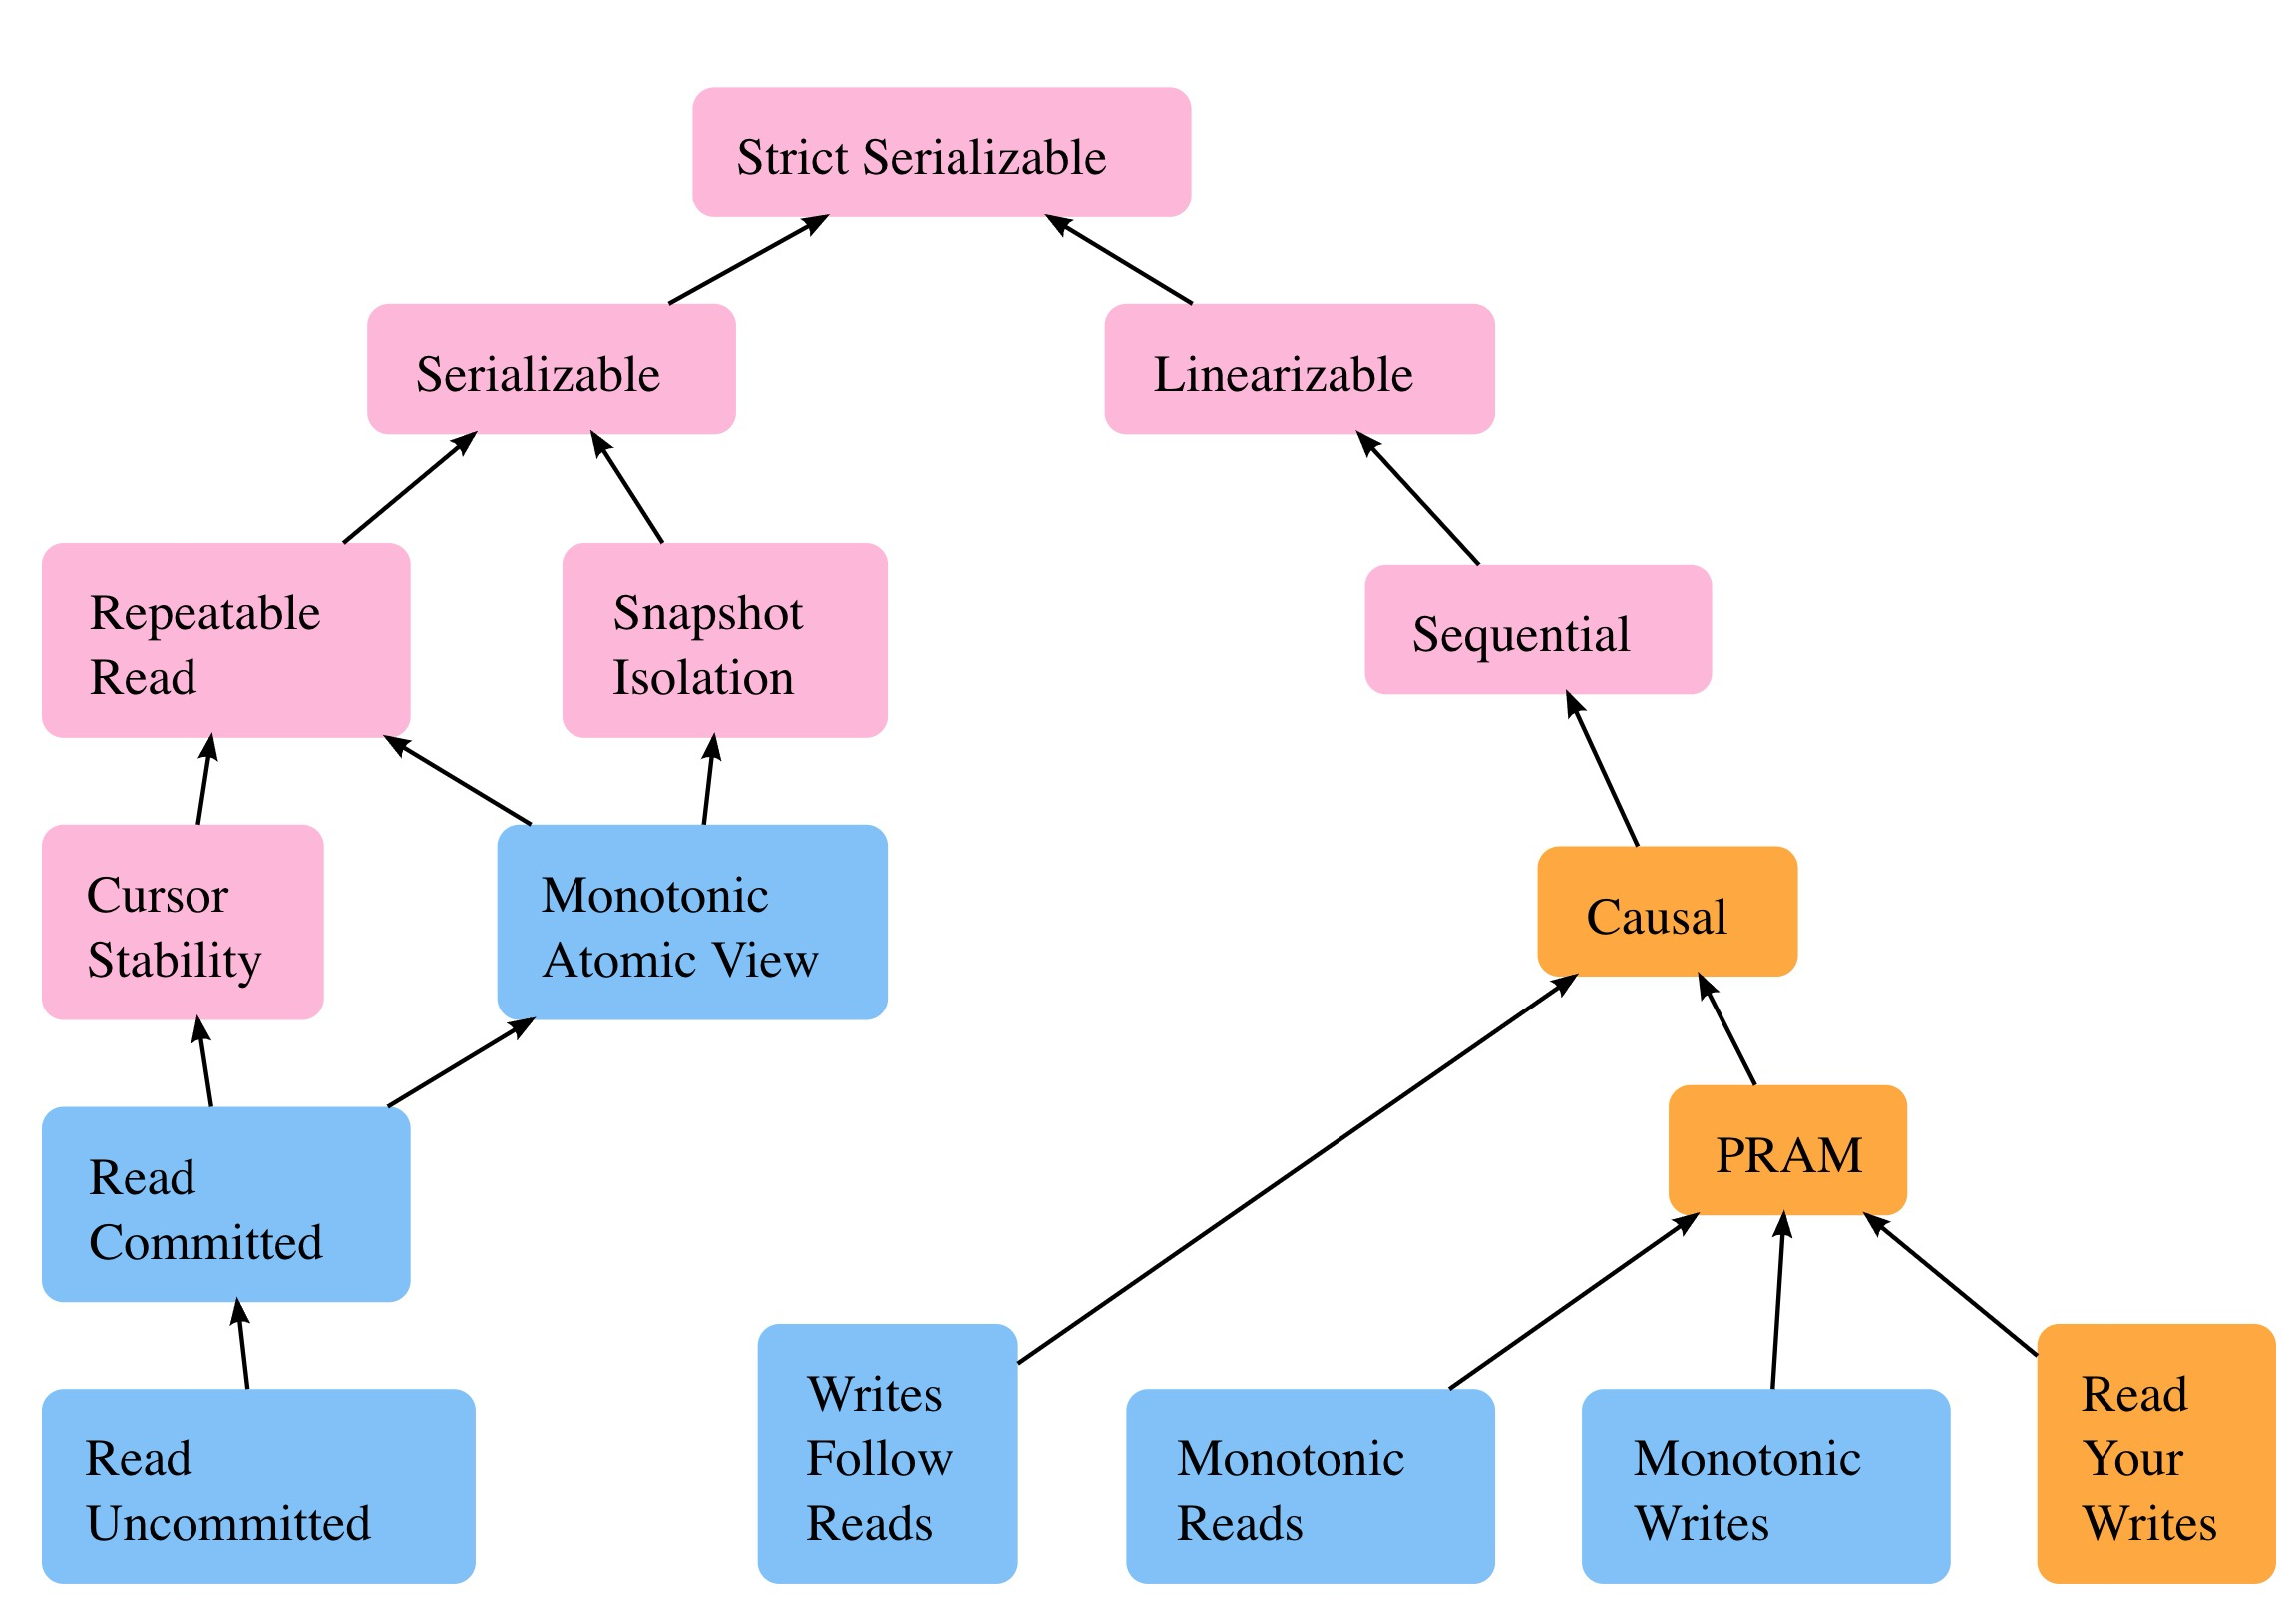 Strict Serializable
Serializable
Linearizable
Repeatable
Read
Snapshot
Isolation
Sequential
Cursor
Stability
Monotonic
Atomic View
Causal
Read
Committed
PRAM
Read
Uncommitted
Writes
Follow
Reads
Monotonic
Reads
Monotonic
Writes
Read
Your
Writes